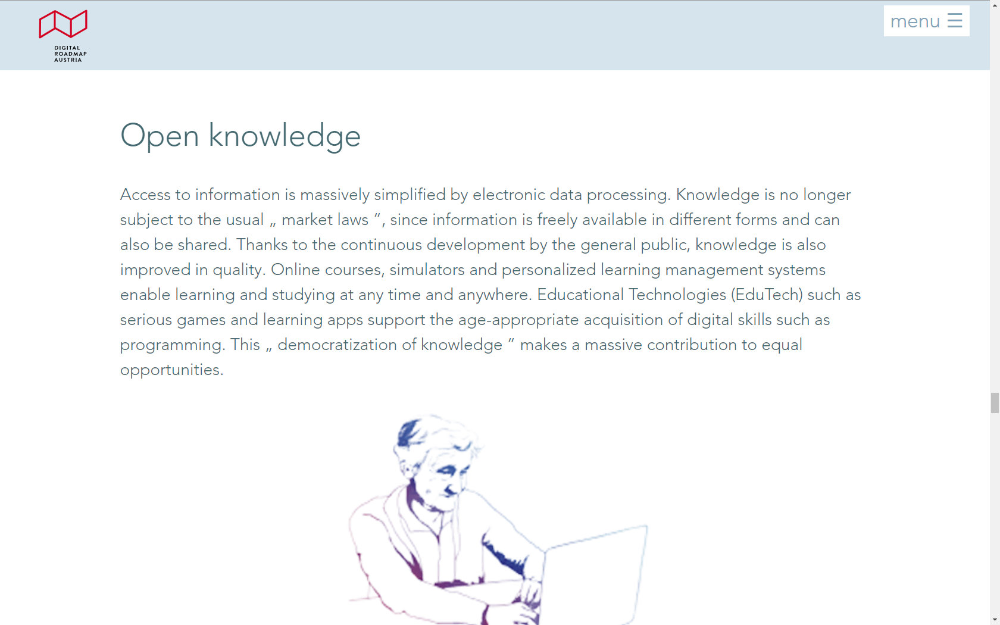 DIGITAL
ROADMAP
AUSTRIA
menu
Open knowledge
Access to information is massively simplified by electronic data processing. Knowledge is no longer
subject to the usual „ market laws “, since information is freely available in different forms and can
also be shared. Thanks to the continuous development by the general public, knowledge is also
improved in quality. Online courses, simulators and personalized learning management systems
enable learning and studying at any time and anywhere. Educational Technologies (EduTech) such as
serious games and learning apps support the age-appropriate acquisition of digital skills such as
programming. This „ democratization of knowledge “ makes a massive contribution to equal
opportunities.